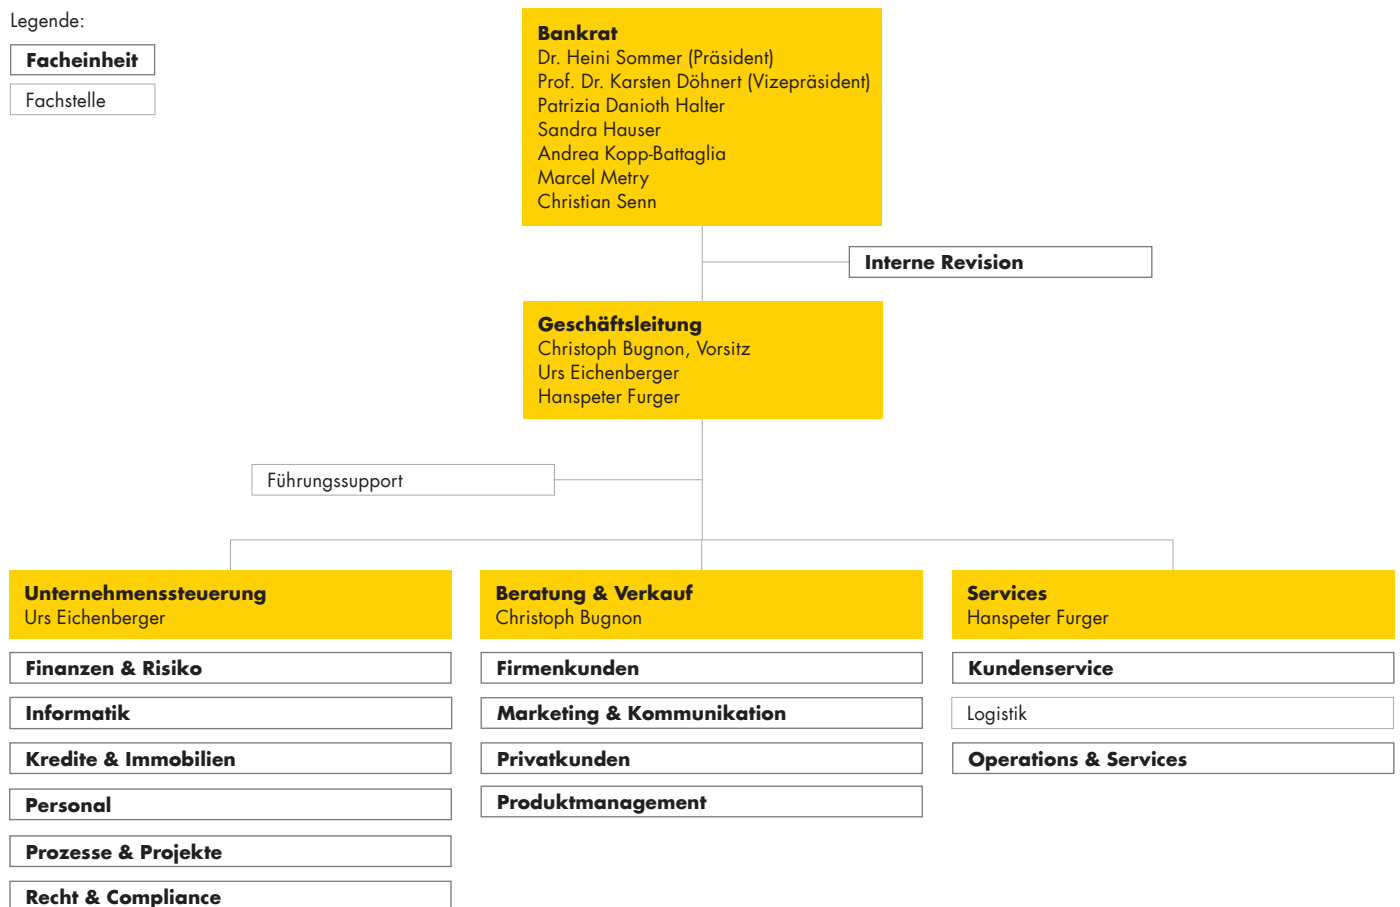 Legende:
Facheinheit
Fachstelle
Bankrat
Dr. Heini Sommer (Präsident)
Prof. Dr. Karsten Döhnert (Vizepräsident)
Patrizia Danioth Halter
Sandra Hauser
Andrea Kopp-Battaglia
Marcel Metry
Christian Senn
Interne Revision
Geschäftsleitung
Christoph Bugnon, Vorsitz
Urs Eichenberger
Hanspeter Furger
Führungssupport
Unternehmenssteuerung
Urs Eichenberger
Finanzen & Risiko
Informatik
Kredite & Immobilien
Personal
Prozesse & Projekte
Recht & Compliance
Beratung & Verkauf
Christoph Bugnon
Firmenkunden
Marketing & Kommunikation
Privatkunden
Produktmanagement
Services
Hanspeter Furger
Kundenservice
Logistik
Operations & Services